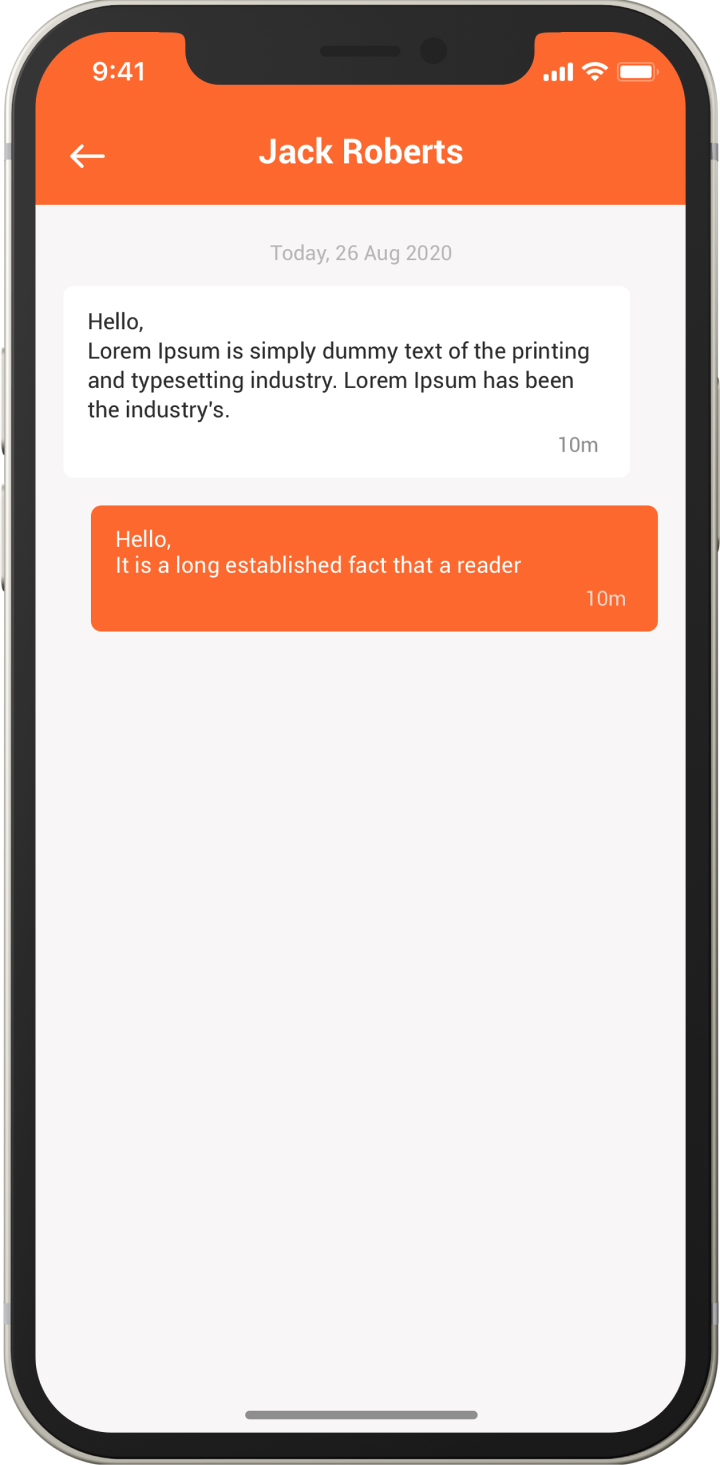 9:41
Jack Roberts
Today, 26 Aug 2020
Hello,
Lorem Ipsum is simply dummy text of the printing
and typesetting industry. Lorem Ipsum has been
the industry's.
10m
Hello,
It is a long established fact that a reader
10m